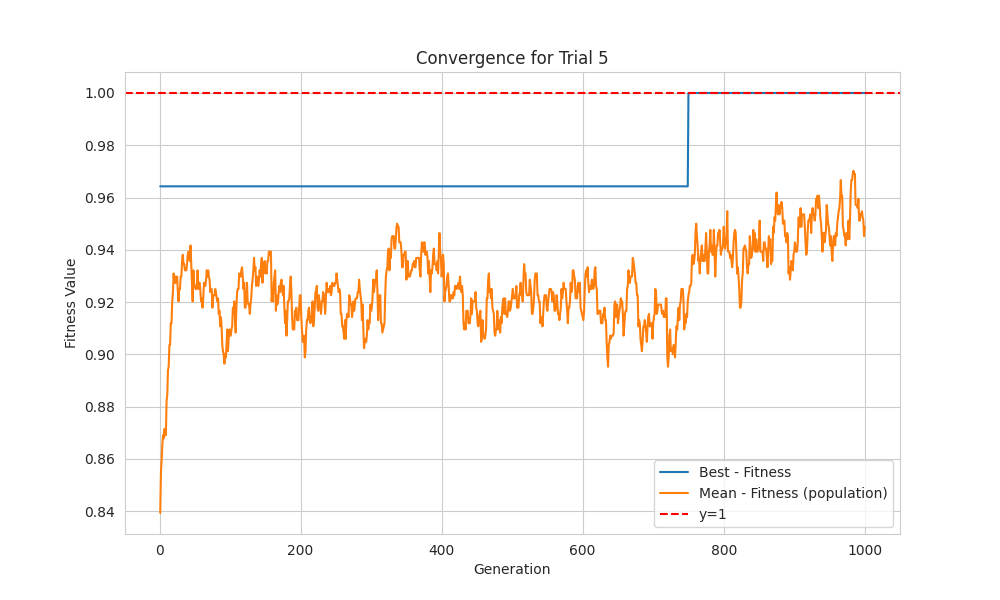 Convergence for Trial 5
Fitness Value
1.00
0.98
0.96
0.94
0.92
0.90
0.88
0.86
0.84
0
200
400
600
800
1000
Generation
Best - Fitness
Mean - Fitness (population)
y=1